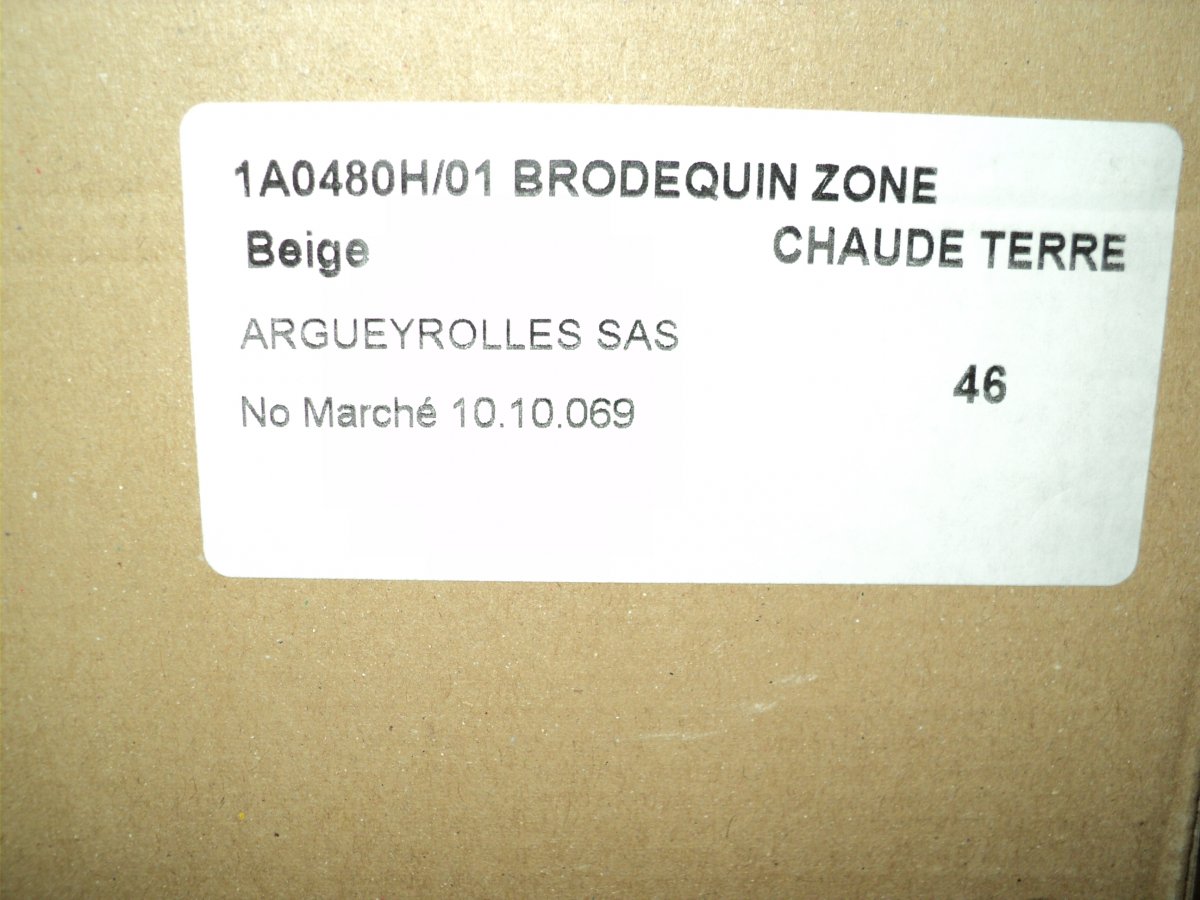 1A0480H/01 BRODEQUIN ZONE
Beige CHAUDE TERRE
ARGUEYROLLES SAS
46
No Marché 10.10.069